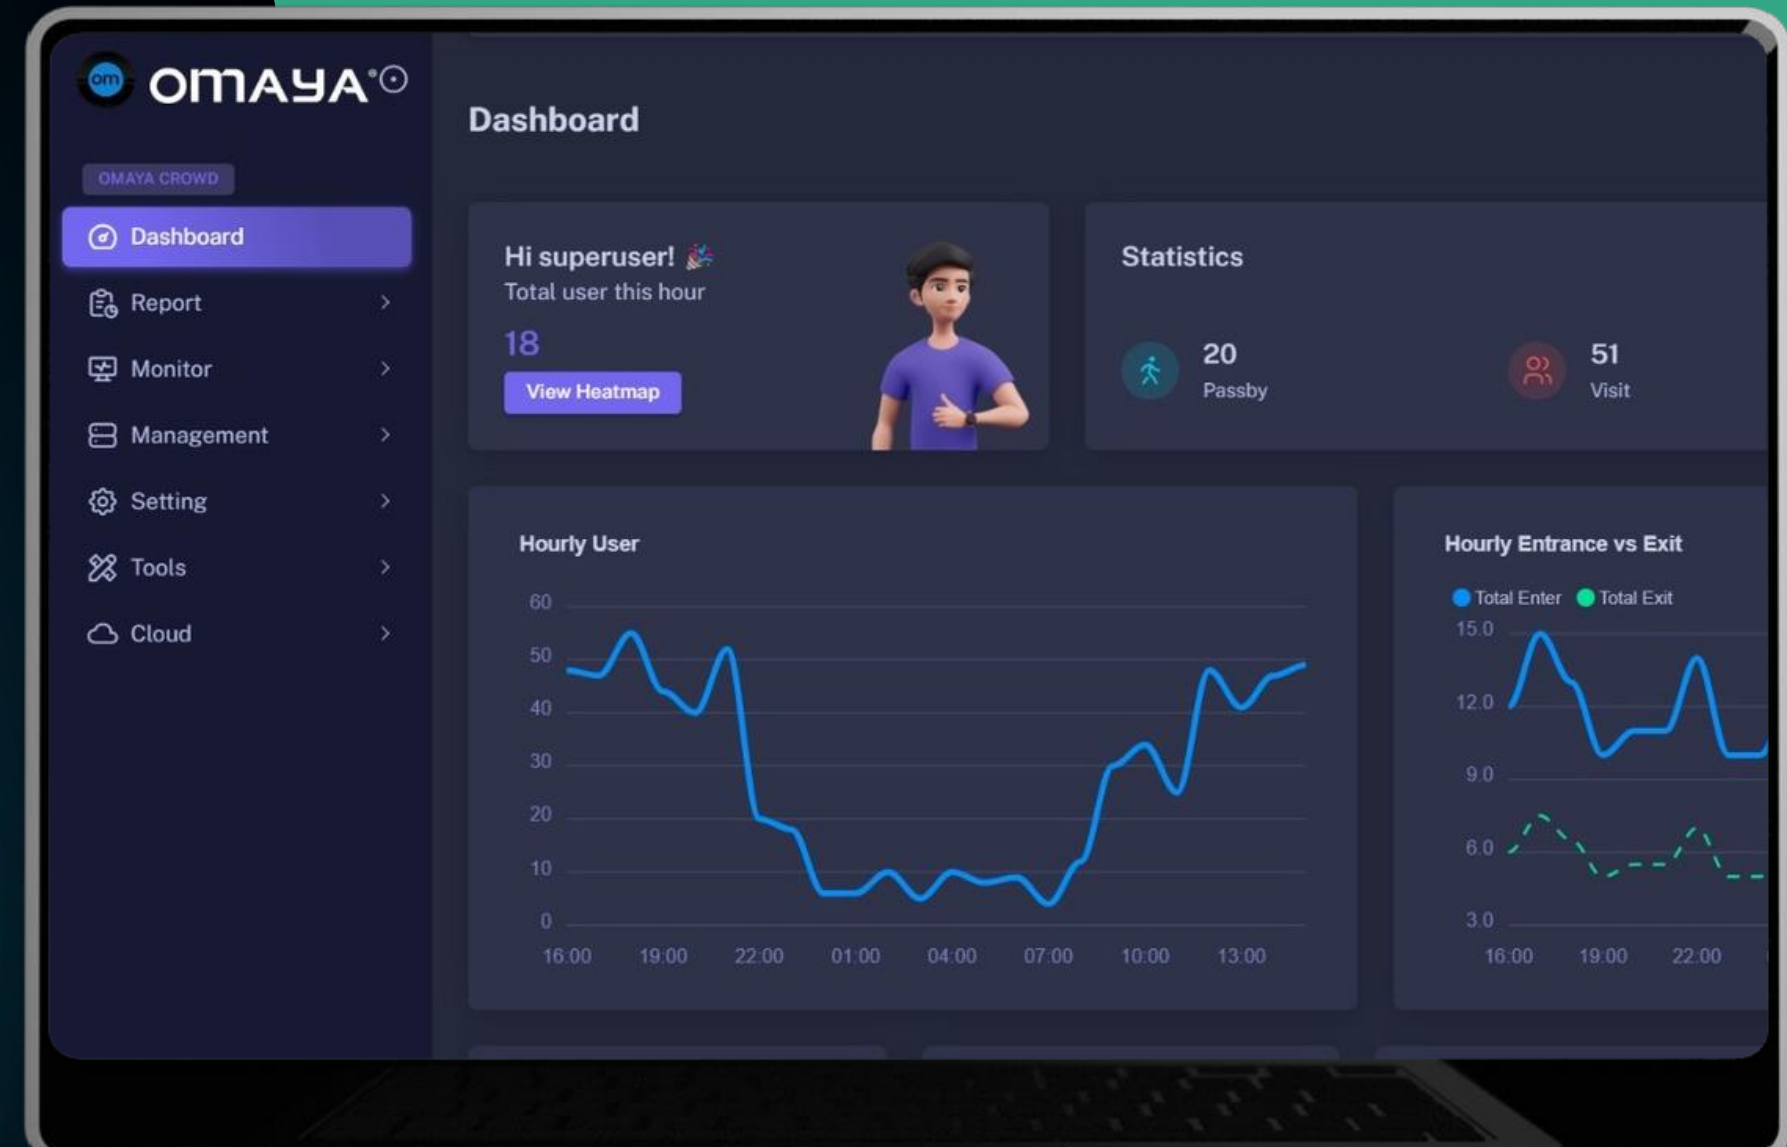 om OMAYA
Dashboard
OMAYA CROWD
Dashboard
Report
Monitor
Management
Setting
Tools
Cloud
Hi superuser!
Total user this hour
18
View Heatmap
Statistics
20
Passby
51
Visit
Hourly User
60
50
40
30
20
10
0
16:00 19:00 22:00 01:00 04:00 07:00 10:00 13:00
Hourly Entrance vs Exit
Total Enter Total Exit
15.0
12.0
9.0
6.0
3.0
16:00 19:00 22:00